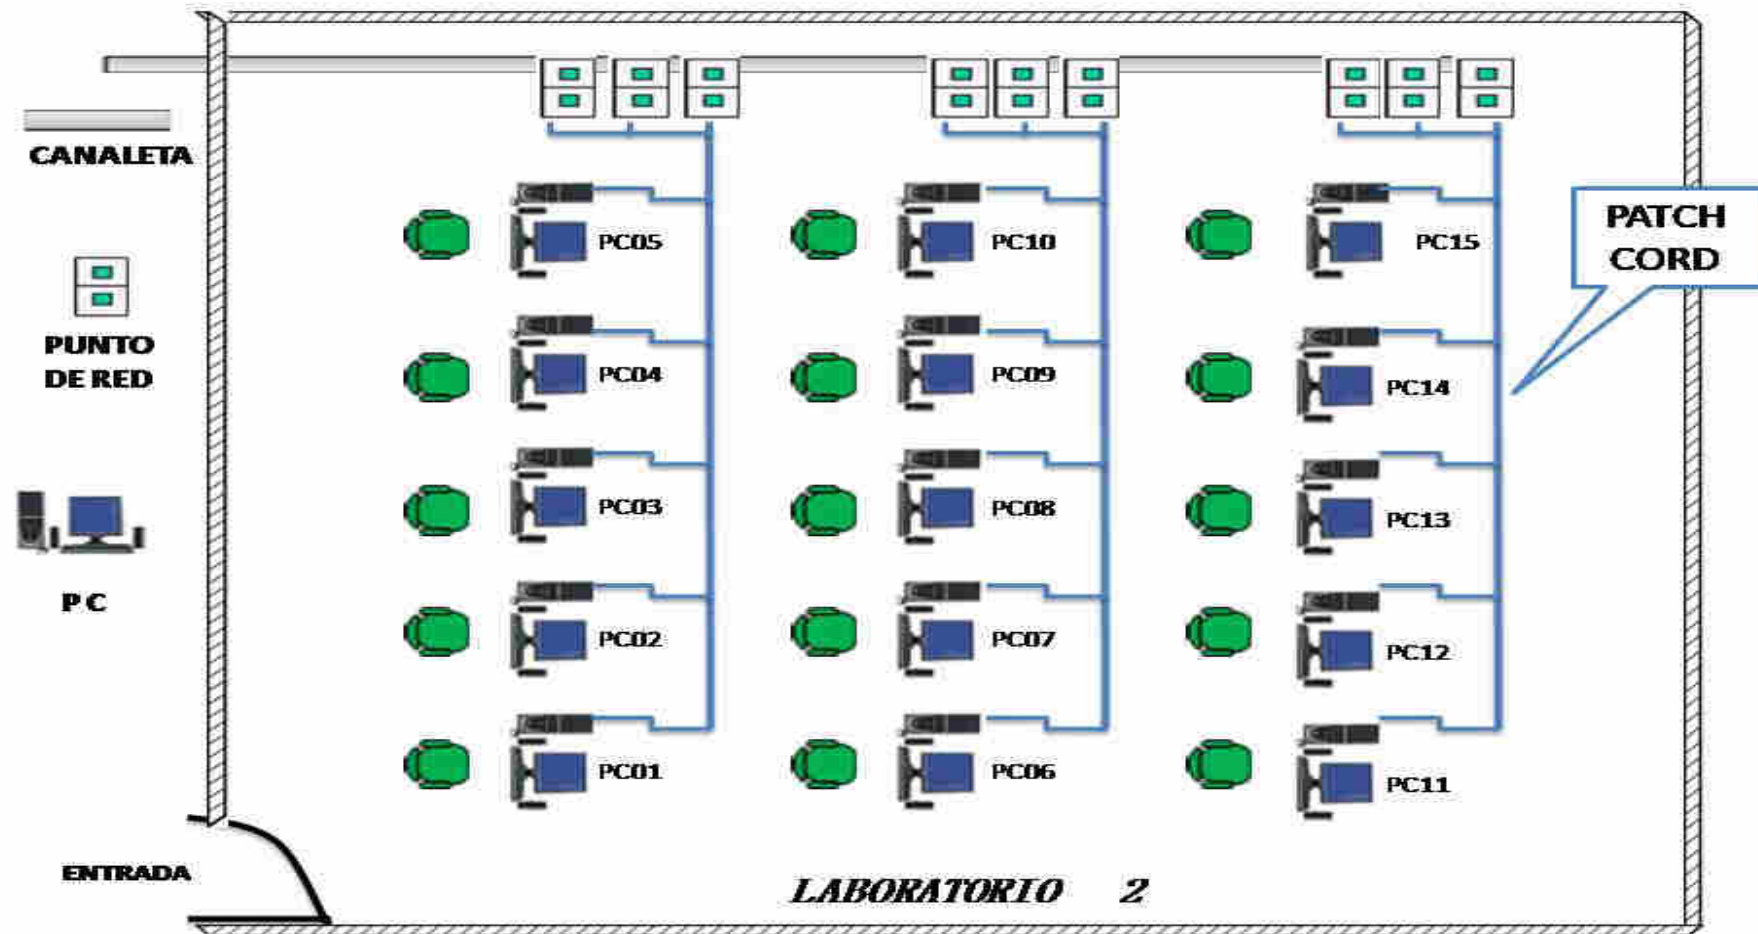 CANALETA
PUNTO
DE RED
PC
ENTRADA
PC05
PC10
PC15
PATCH
CORD
PC04
PC09
PC14
PC03
PC08
PC13
PC02
PC07
PC12
PC01
PC06
PC11
LABORATORIO 2